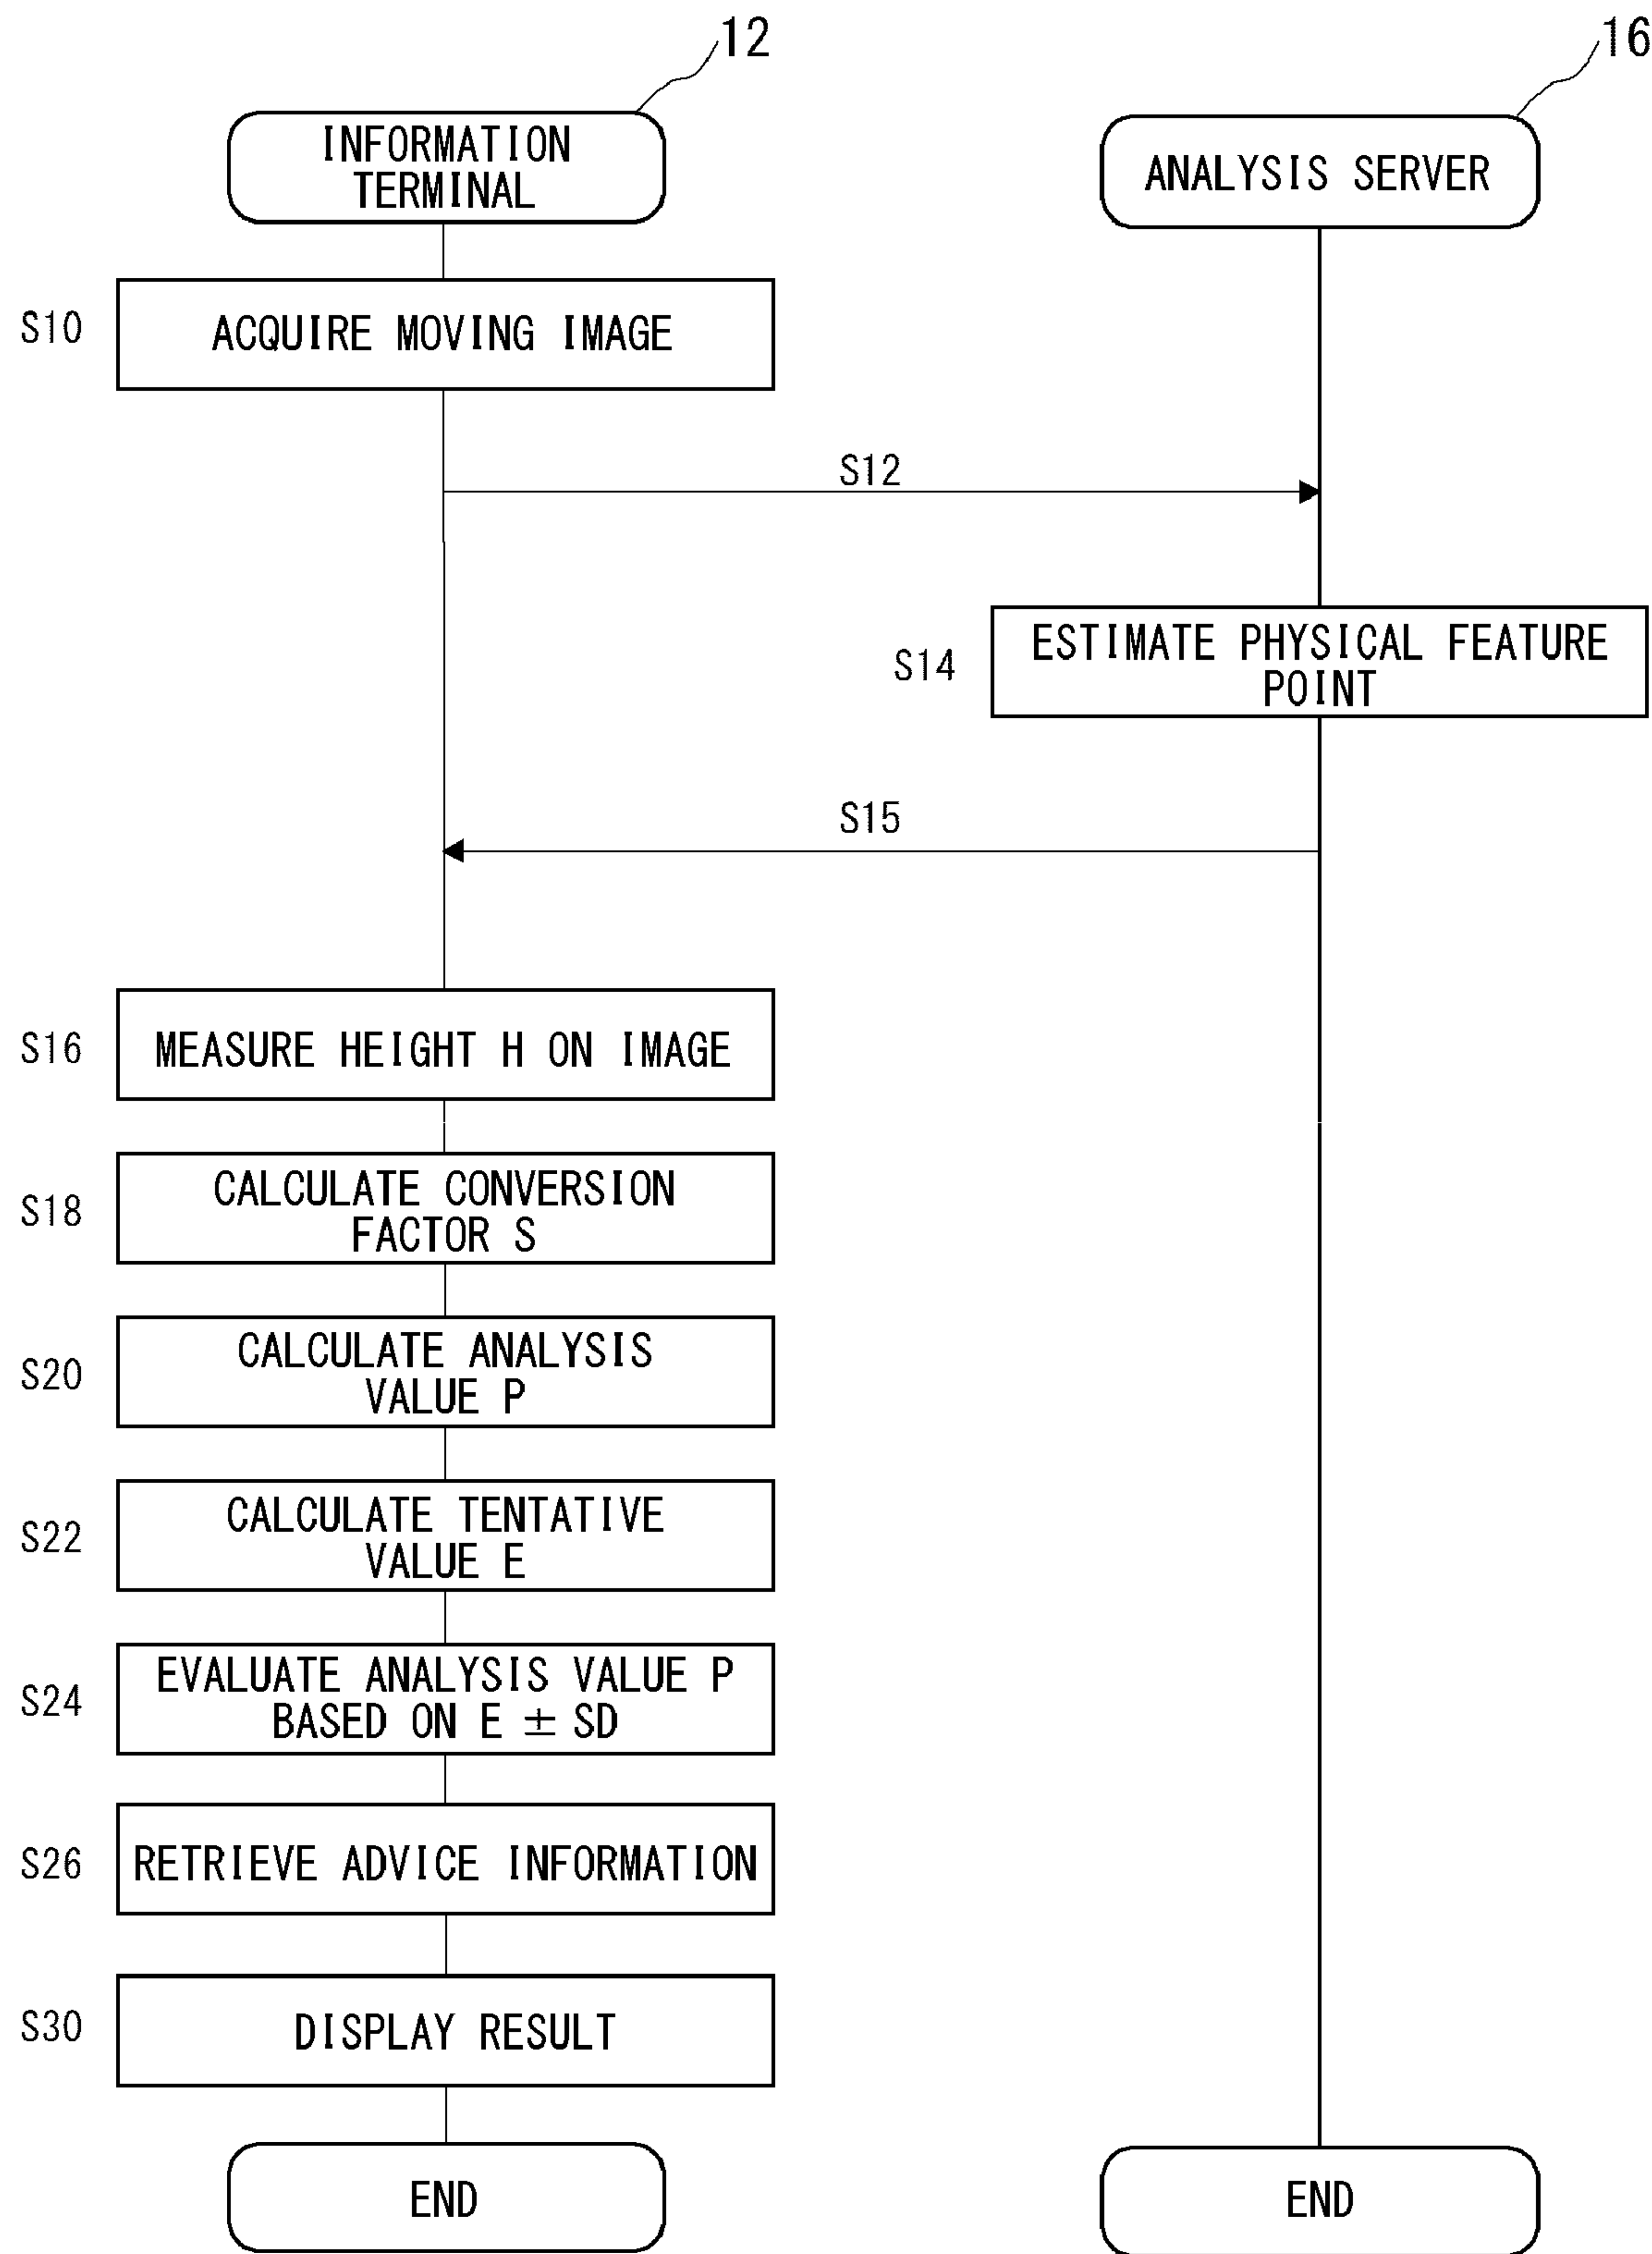 12
16
INFORMATION
TERMINAL
ANALYSIS SERVER
S10
ACQUIRE MOVING IMAGE
S12
S14
ESTIMATE PHYSICAL FEATURE
POINT
S15
S16
MEASURE HEIGHT H ON IMAGE
S18
CALCULATE CONVERSION
FACTOR S
S20
CALCULATE ANALYSIS
VALUE P
S22
CALCULATE TENTATIVE
VALUE E
S24
EVALUATE ANALYSIS VALUE P
BASED ON E ± SD
S26
RETRIEVE ADVICE INFORMATION
S30
DISPLAY RESULT
END
END